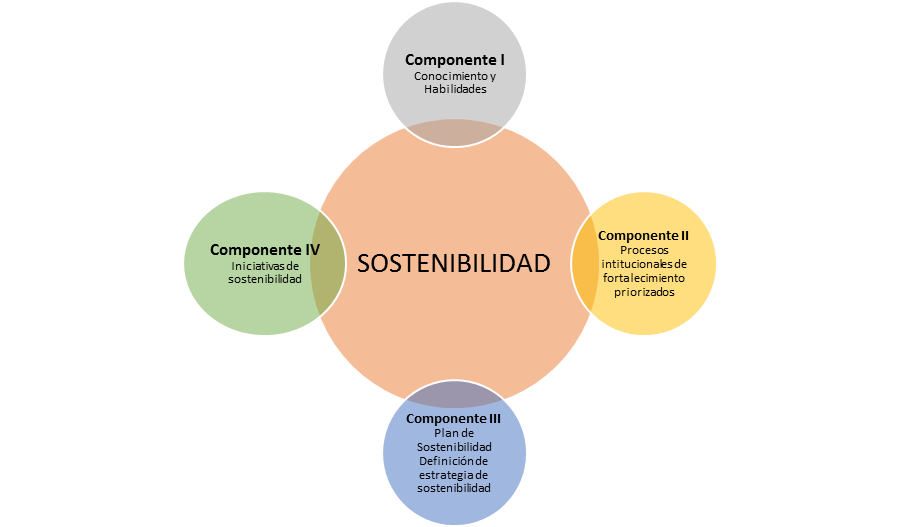 Componente I
Conocimiento y
Habilidades
Componente IV
Iniciativas de
sostenibilidad
SOSTENIBILIDAD
Componente II
Procesos
intitucionales de
fortalecimiento
priorizados
Componente III
Plan de
Sostenibilidad
Definición de
estrategia de
sostenibilidad